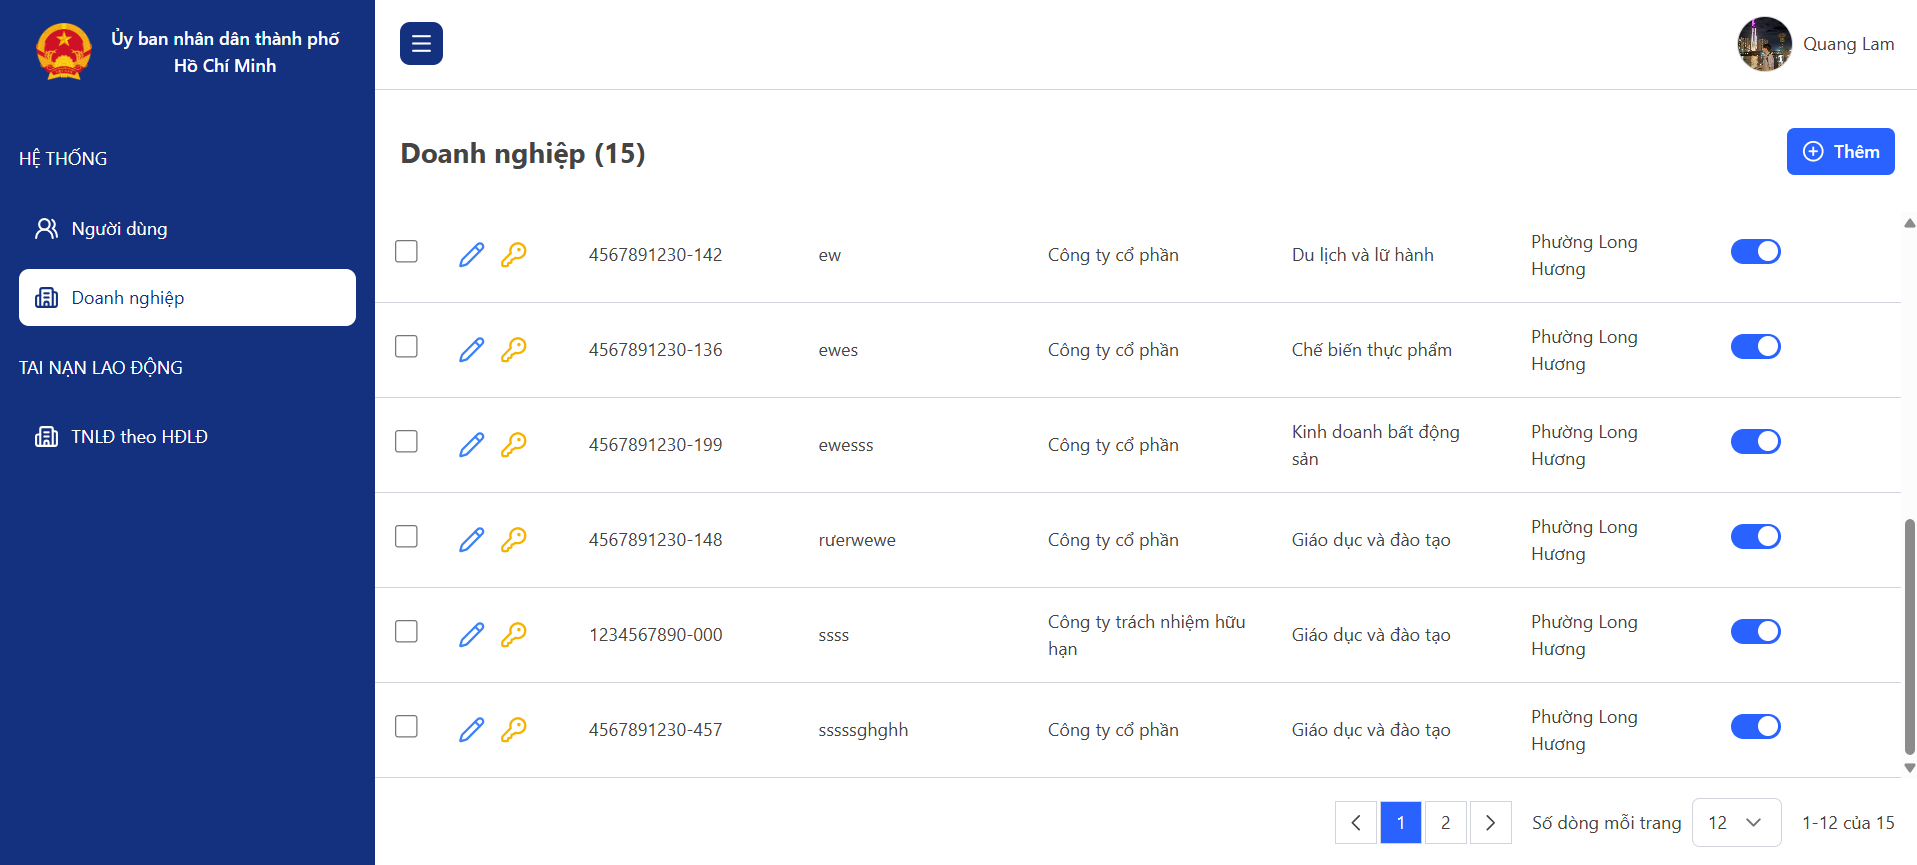 Ủy ban nhân dân thành phố
Hồ Chí Minh
Quang Lam
HỆ THỐNG
Người dùng
Doanh nghiệp
TAI NẠN LAO ĐỘNG
TNLĐ theo HĐLĐ
Doanh nghiệp (15)
Thêm
4567891230-142 ew Công ty cổ phần Du lịch và lữ hành Phường Long
Hương
4567891230-136 ewes Công ty cổ phần Chế biến thực phẩm Phường Long
Hương
4567891230-199 ewesss Công ty cổ phần Kinh doanh bất động
sản
Phường Long
Hương
4567891230-148 rưerwewe Công ty cổ phần Giáo dục và đào tạo Phường Long
Hương
1234567890-000 ssss Công ty trách nhiệm hữu
hạn
Giáo dục và đào tạo Phường Long
Hương
4567891230-457 sssssghghh Công ty cổ phần Giáo dục và đào tạo Phường Long
Hương
1 2 Số dòng mỗi trang 12 1-12 của 15